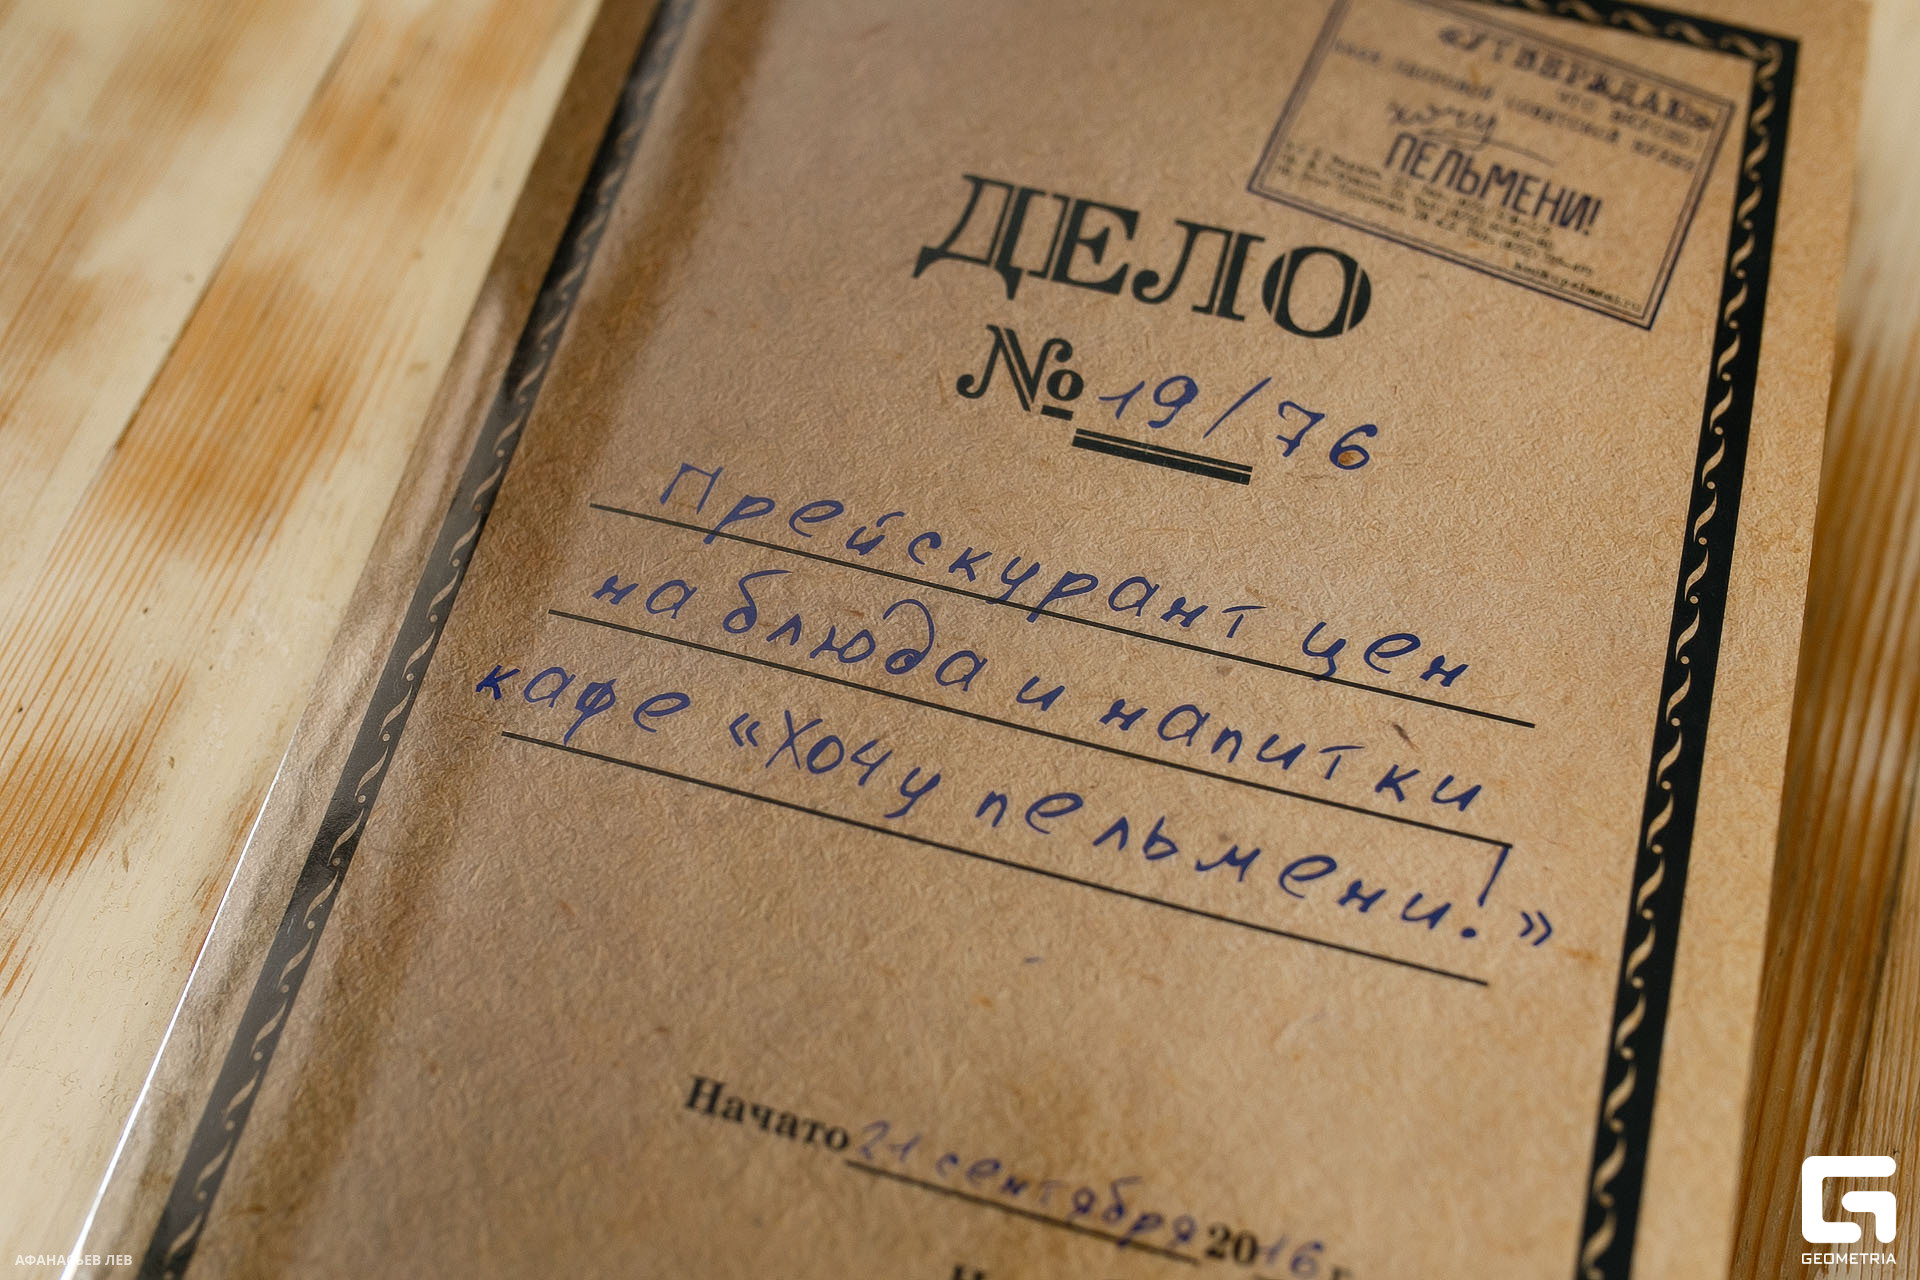 «УТВЕРЖДАЮ»
хочу
ПЕЛЬМЕНИ!
ДЕЛО
№ 19/76
Прейскурант цен
на блюда и напитки
кафе «Хочу пельмени!»
Начато 21 сентября 2016 г.
АФАНАСЬЕВ ЛЕВ
GEOMETRIA